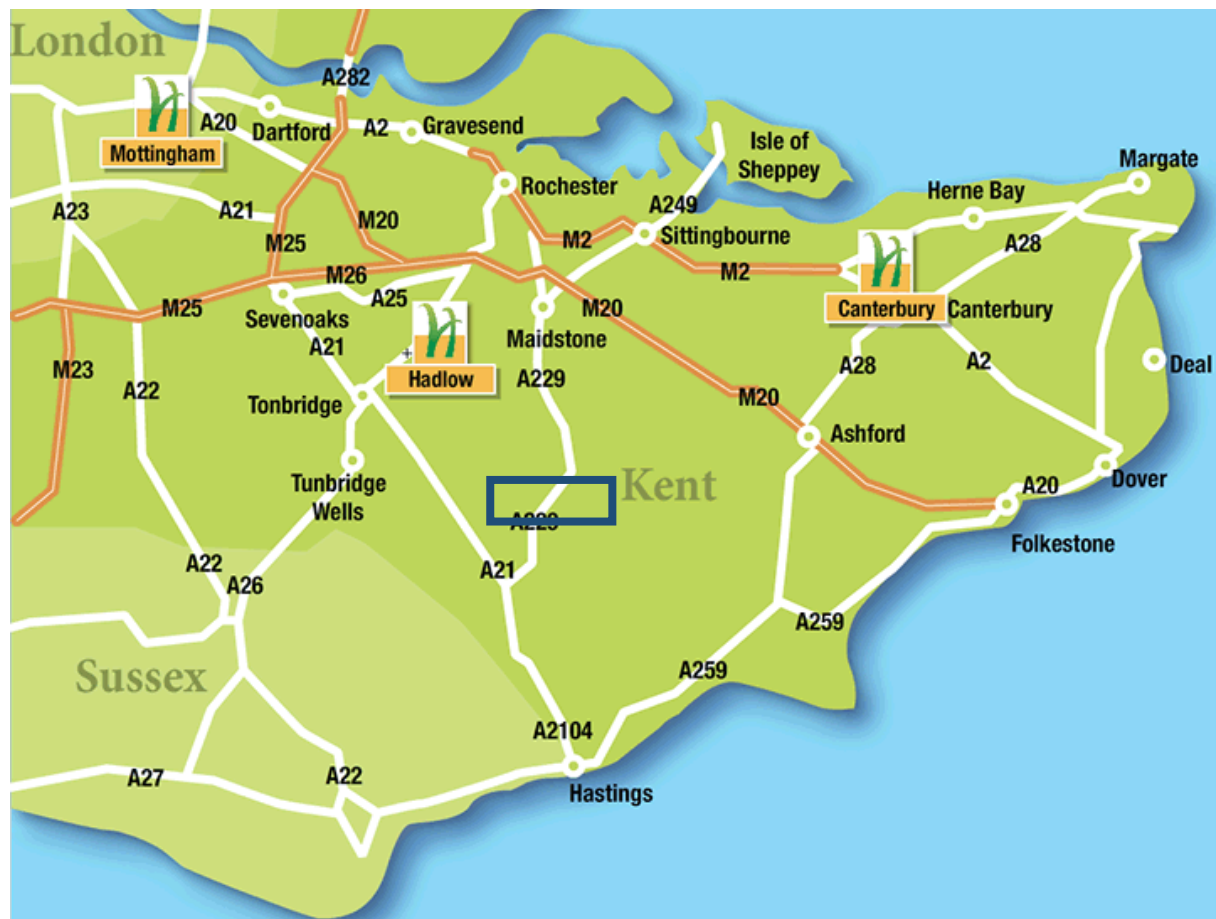 London
A282
A20
Dartford
A2
Gravesend
Mottingham
Isle of
Sheppey
Margate
Rochester
Herne Bay
A249
A23
A21
M20
M25
M2
Sittingbourne
A28
M26
M2
M25
A25
Sevenoaks
M20
Maidstone
Canterbury
Canterbury
A21
M23
Hadlow
A229
A28
A2
Deal
A22
M20
Tonbridge
Ashford
Tunbridge
Wells
Kent
A20
Dover
A229
Folkestone
A22
A26
A21
A259
Sussex
A259
A2104
A27
A22
Hastings